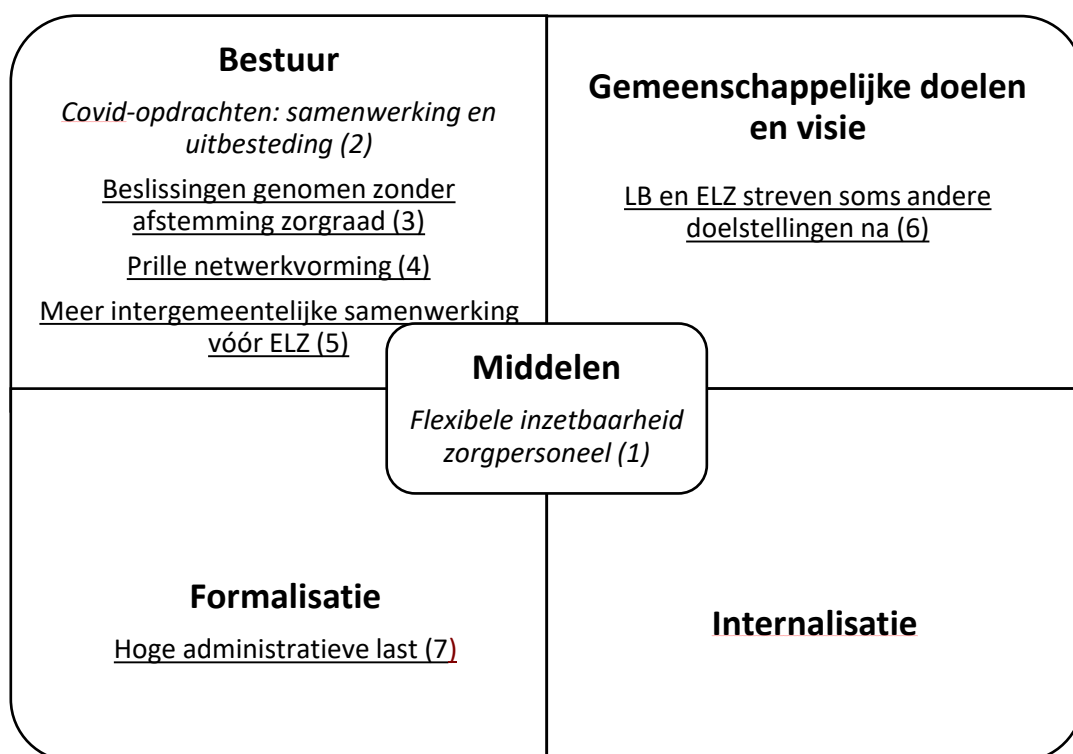 Bestuur
Covid-opdrachten: samenwerking en
uitbesteding (2)
Beslissingen genomen zonder
afstemming zorgraad (3)
Prille netwerkvorming (4)
Meer intergemeentelijke samenwerking
vóór ELZ (5)
Gemeenschappelijke doelen
en visie
LB en ELZ streven soms andere
doelstellingen na (6)
Middelen
Flexibele inzetbaarheid
zorgpersoneel (1)
Formalisatie
Hoge administratieve last (7)
Internalisatie